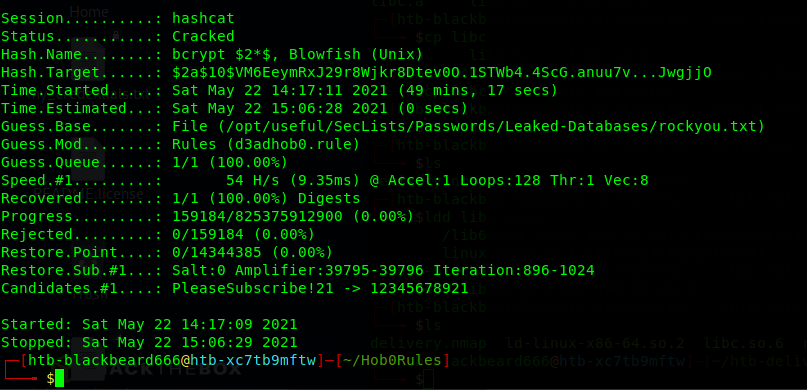 Session..........: hashcat
Status...........: Cracked
Hash.Name........: bcrypt $2*$, Blowfish (Unix)
Hash.Target......: $2a$10$VM6EeymRxJ29r8Wjkr8Dtev0O.1STWb4.4ScG.anuu7v...JwgjjO
Time.Started.....: Sat May 22 14:17:11 2021 (49 mins, 17 secs)
Time.Estimated...: Sat May 22 15:06:28 2021 (0 secs)
Guess.Base.......: File (/opt/useful/SecLists/Passwords/Leaked-Databases/rockyou.txt)
Guess.Mod........: Rules (d3adhob0.rule)
Guess.Queue......: 1/1 (100.00%)
Speed.#1.........:       54 H/s (9.35ms) @ Accel:1 Loops:128 Thr:1 Vec:8
Recovered........: 1/1 (100.00%) Digests
Progress.........: 159184/825375912900 (0.00%)
Rejected.........: 0/159184 (0.00%)
Restore.Point....: 0/14344385 (0.00%)
Restore.Sub.#1...: Salt:0 Amplifier:39795-39796 Iteration:896-1024
Candidates.#1....: PleaseSubscribe!21 -> 12345678921
Started: Sat May 22 14:17:09 2021
Stopped: Sat May 22 15:06:29 2021
[htb-blackbeard666@htb-xc7tb9mftw]-[~/Hob0Rules]
$